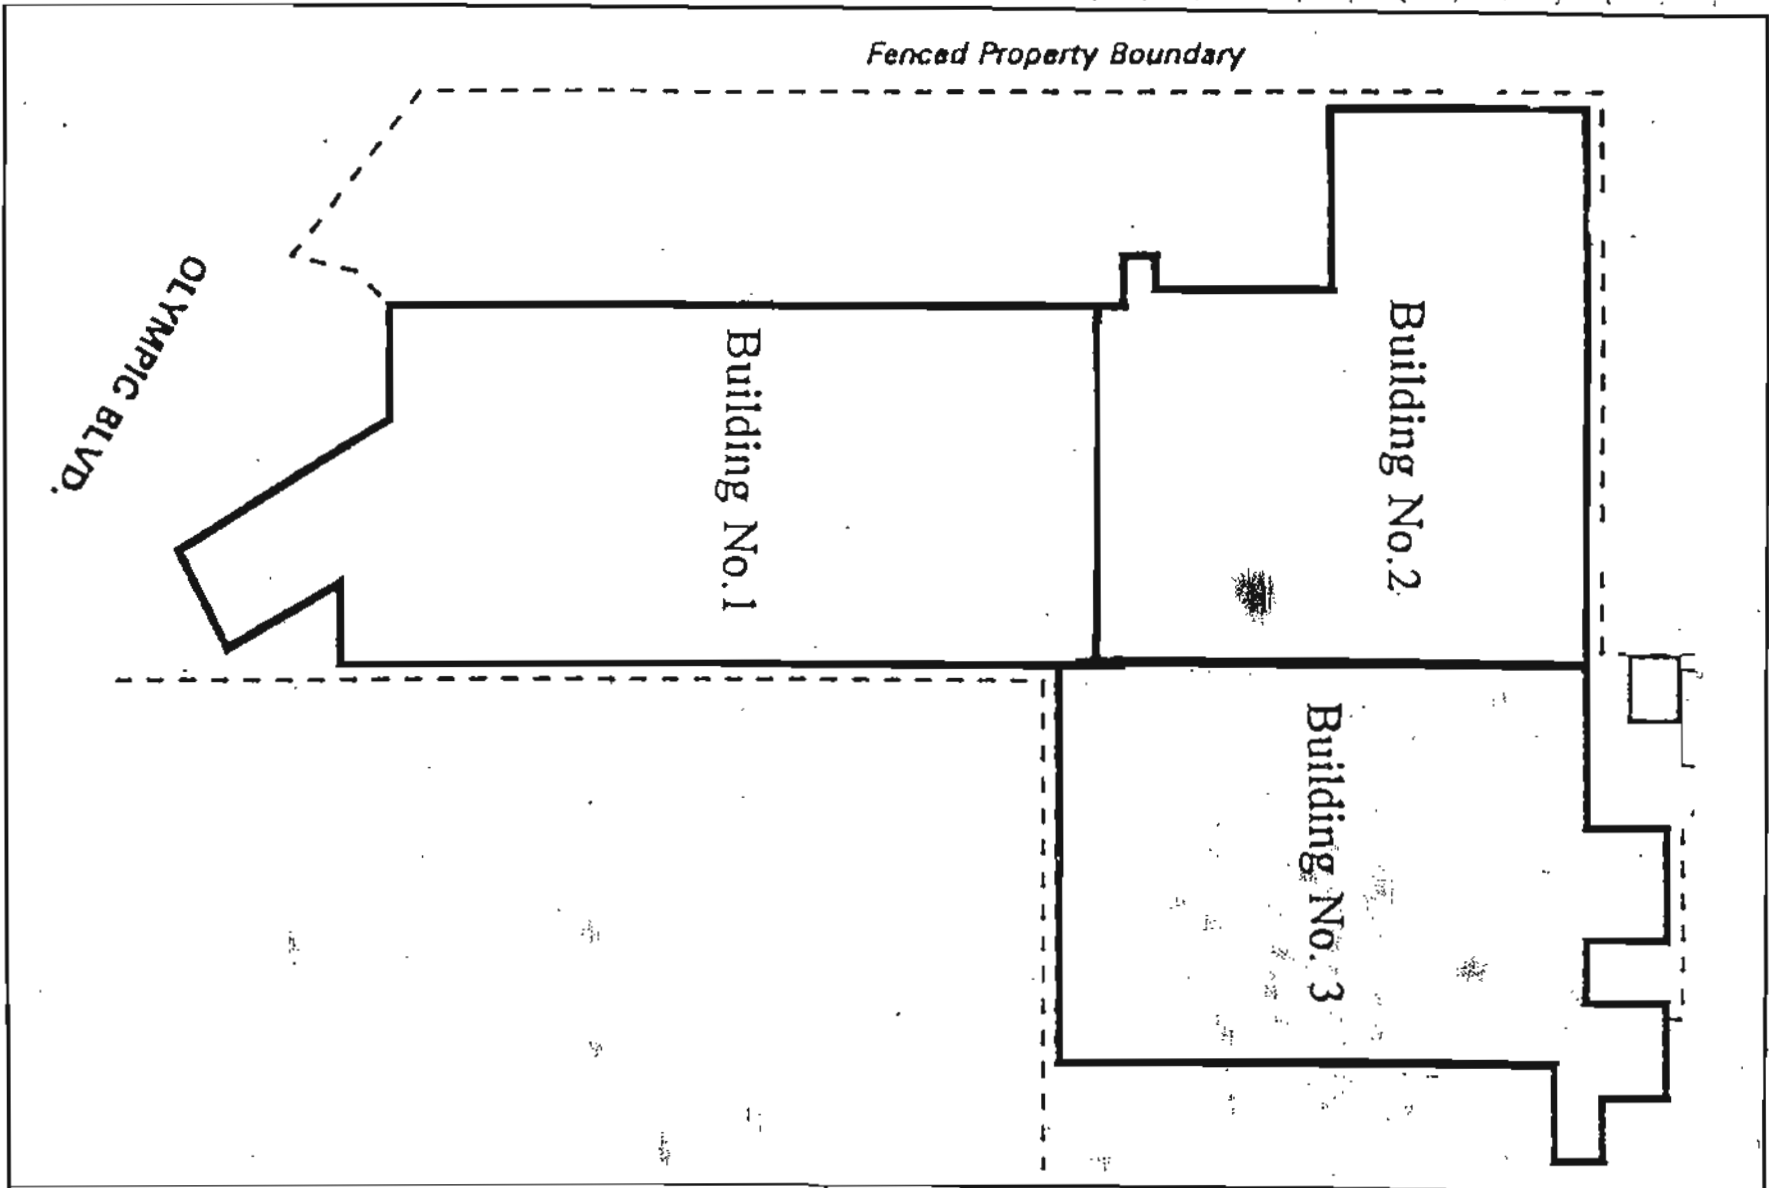 Fenced Property Boundary
OLYMPIC BLVD.
Building No.1
Building No.2
Building No. 3